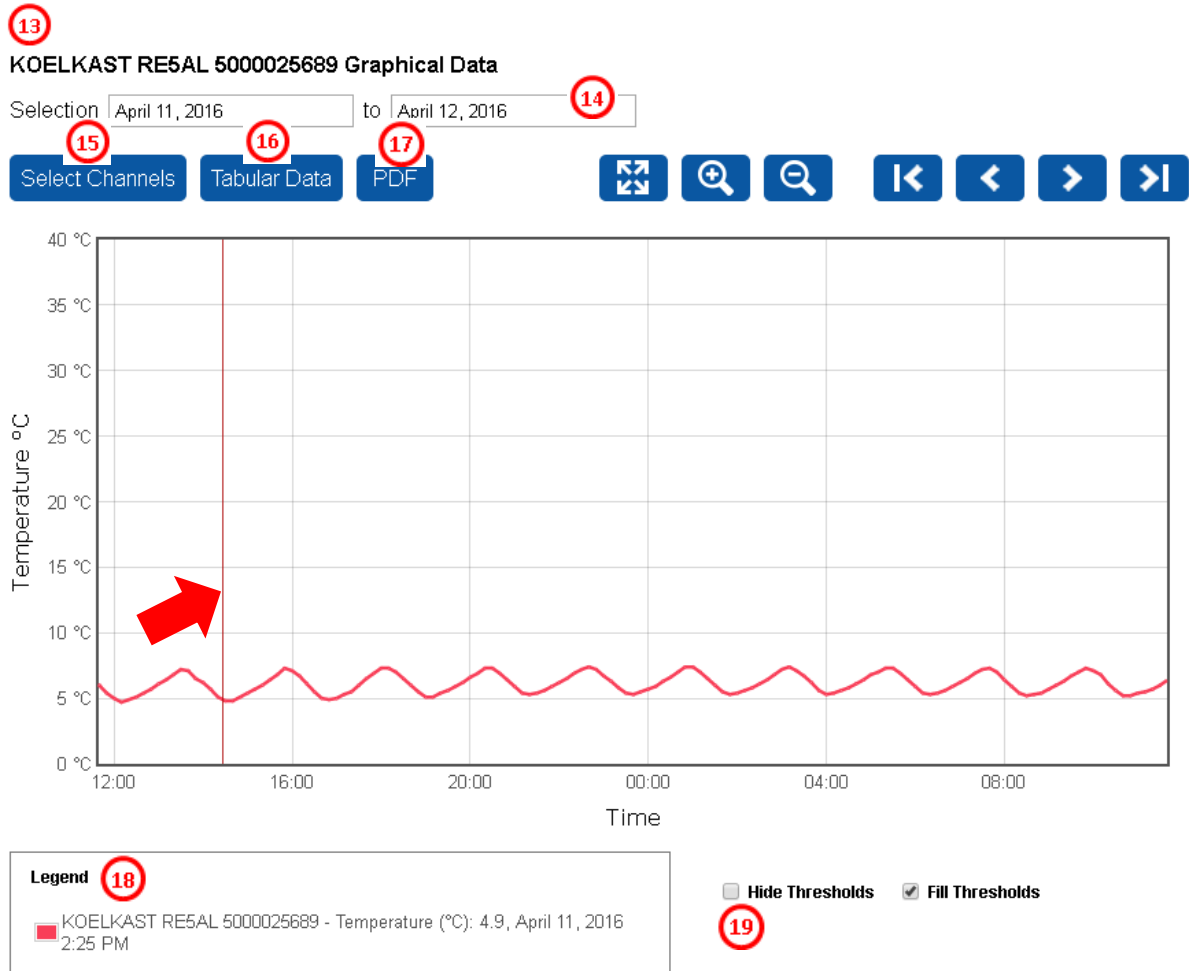 13
KOELKAST RE5AL 5000025689 Graphical Data
Selection April 11, 2016 to April 12, 2016 14
15 16 17
Select Channels Tabular Data PDF
40 °C
35 °C
30 °C
25 °C
20 °C
15 °C
10 °C
5 °C
0 °C
Temperature °C
12:00 16:00 20:00 00:00 04:00 08:00
Time
Legend 18
KOELKAST RE5AL 5000025689 - Temperature (°C): 4.9, April 11, 2016
2:25 PM
Hide Thresholds Fill Thresholds
19